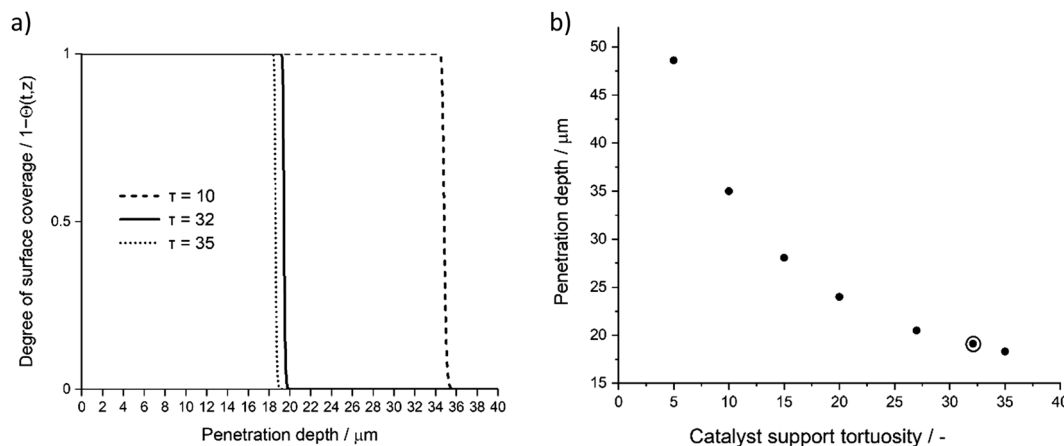 a)
Degree of surface coverage / 1−Θ(t,z)
1
0.5
0
τ = 10
τ = 32
τ = 35
0 2 4 6 8 10 12 14 16 18 20 22 24 26 28 30 32 34 36 38 40
Penetration depth / μm
b)
Penetration depth / μm
50
45
40
35
30
25
20
15
0 5 10 15 20 25 30 35 40
Catalyst support tortuosity / -